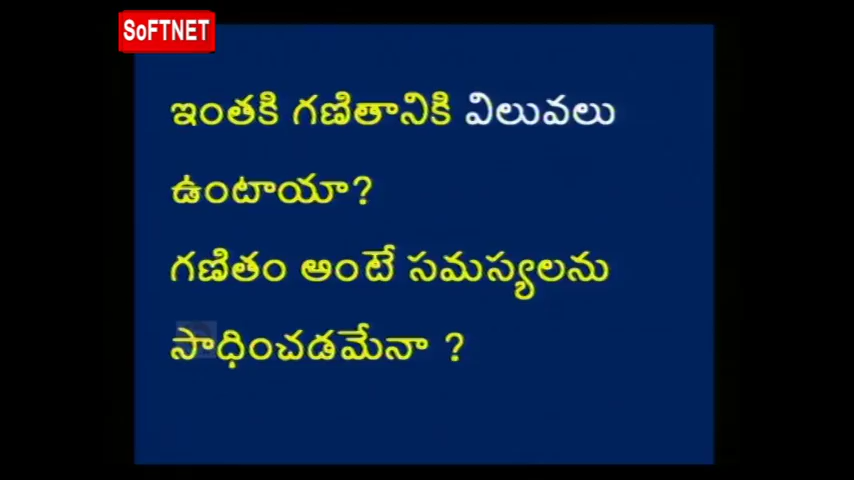 SoFTNET
ఇంతకి గణితానికి విలువలు
ఉంటాయా?
గణితం అంటే సమస్యలను
సాధించడమేనా ?